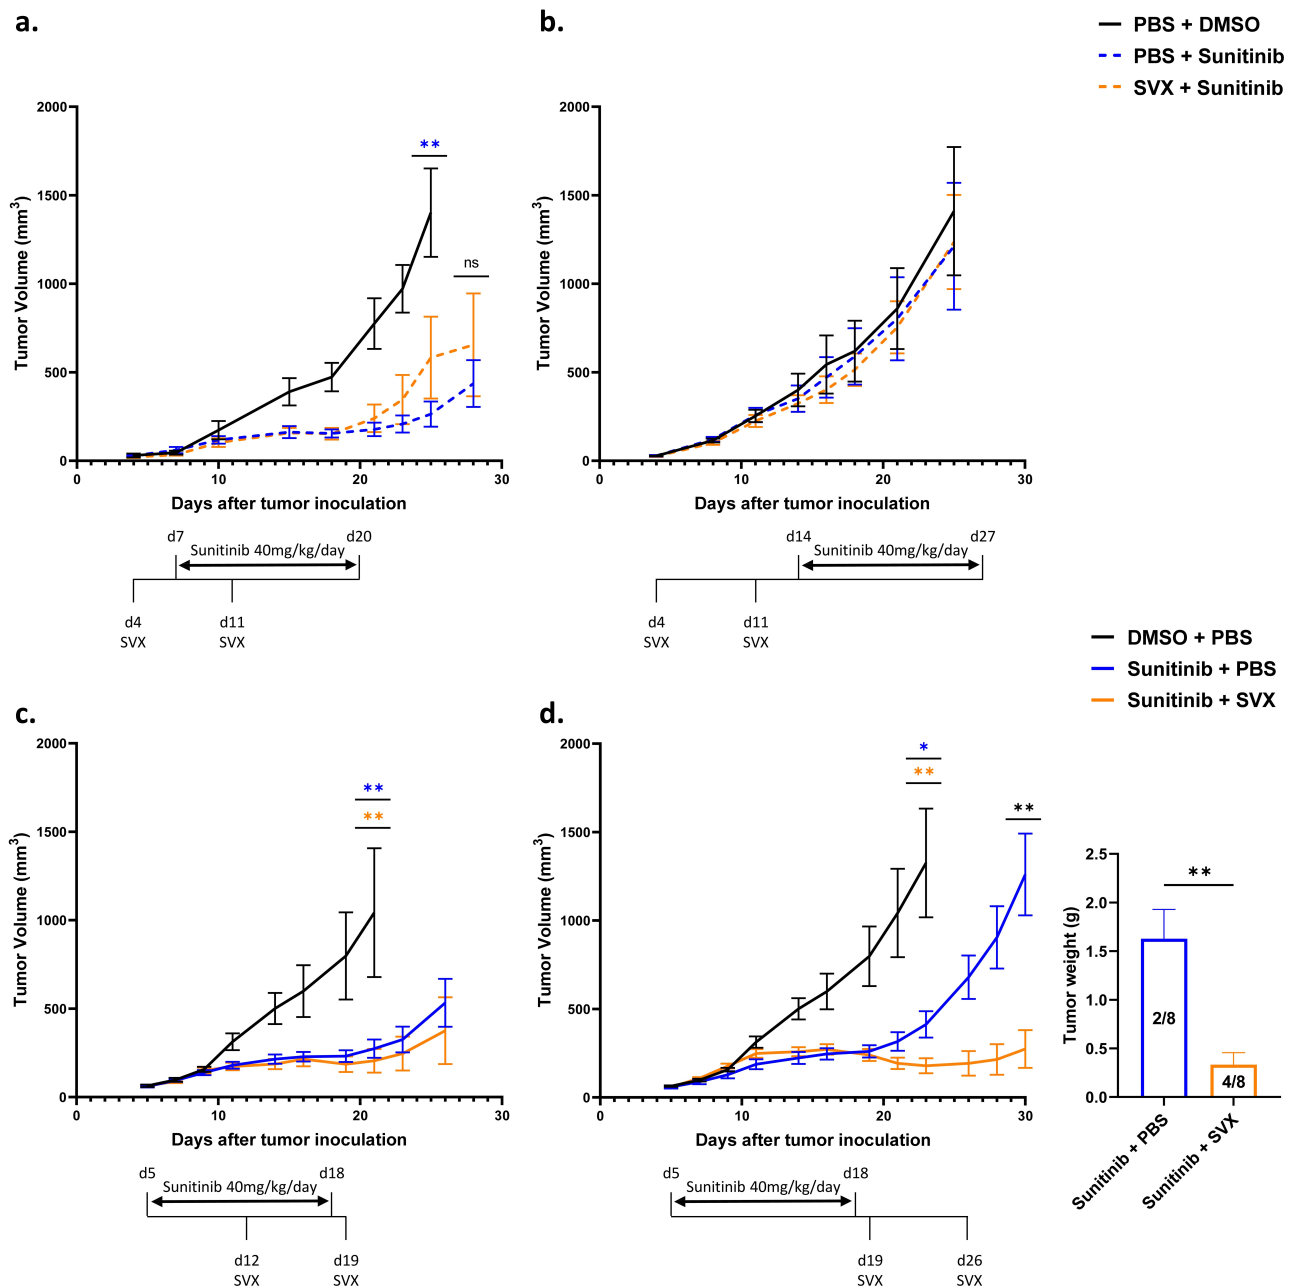 a.
b.
PBS + DMSO
PBS + Sunitinib
SVX + Sunitinib
2000
1500
1000
500
0
Tumor Volume (mm³)
**
ns
0
10
20
30
Days after tumor inoculation
d7
d20
Sunitinib 40mg/kg/day
d4
SVX
d11
SVX
2000
1500
1000
500
0
Tumor Volume (mm³)
0
10
20
30
Days after tumor inoculation
d14
d27
Sunitinib 40mg/kg/day
d4
SVX
d11
SVX
DMSO + PBS
Sunitinib + PBS
Sunitinib + SVX
c.
d.
2000
1500
1000
500
0
Tumor Volume (mm³)
**
**
0
10
20
30
Days after tumor inoculation
d5
d18
Sunitinib 40mg/kg/day
d12
SVX
d19
SVX
2000
1500
1000
500
0
Tumor Volume (mm³)
*
**
**
0
10
20
30
Days after tumor inoculation
d5
d18
Sunitinib 40mg/kg/day
d19
SVX
d26
SVX
2.5
2.0
1.5
1.0
0.5
0.0
Tumor weight (g)
**
2/8
4/8
Sunitinib + PBS
Sunitinib + SVX